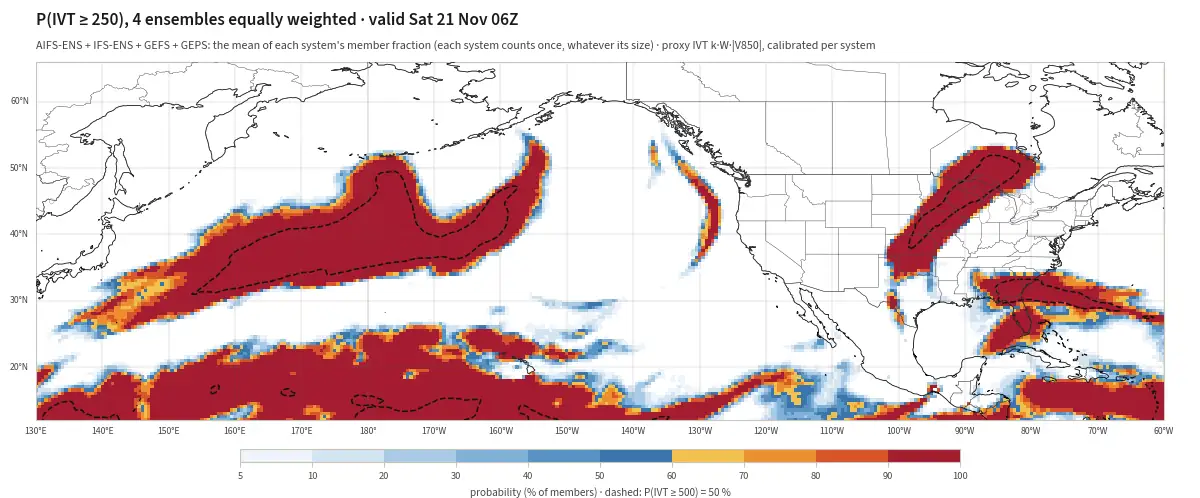 P(IVT ≥ 250), 4 ensembles equally weighted · valid Sat 21 Nov 06Z
AIFS-ENS + IFS-ENS + GEFS + GEPS: the mean of each system's member fraction (each system counts once, whatever its size) · proxy IVT k·W·|V850|, calibrated per system
60°N
50°N
40°N
30°N
20°N
130°E 140°E 150°E 160°E 170°E 180° 170°W 160°W 150°W 140°W 130°W 120°W 110°W 100°W 90°W 80°W 70°W 60°W
5 10 20 30 40 50 60 70 80 90 100
probability (% of members) · dashed: P(IVT ≥ 500) = 50 %